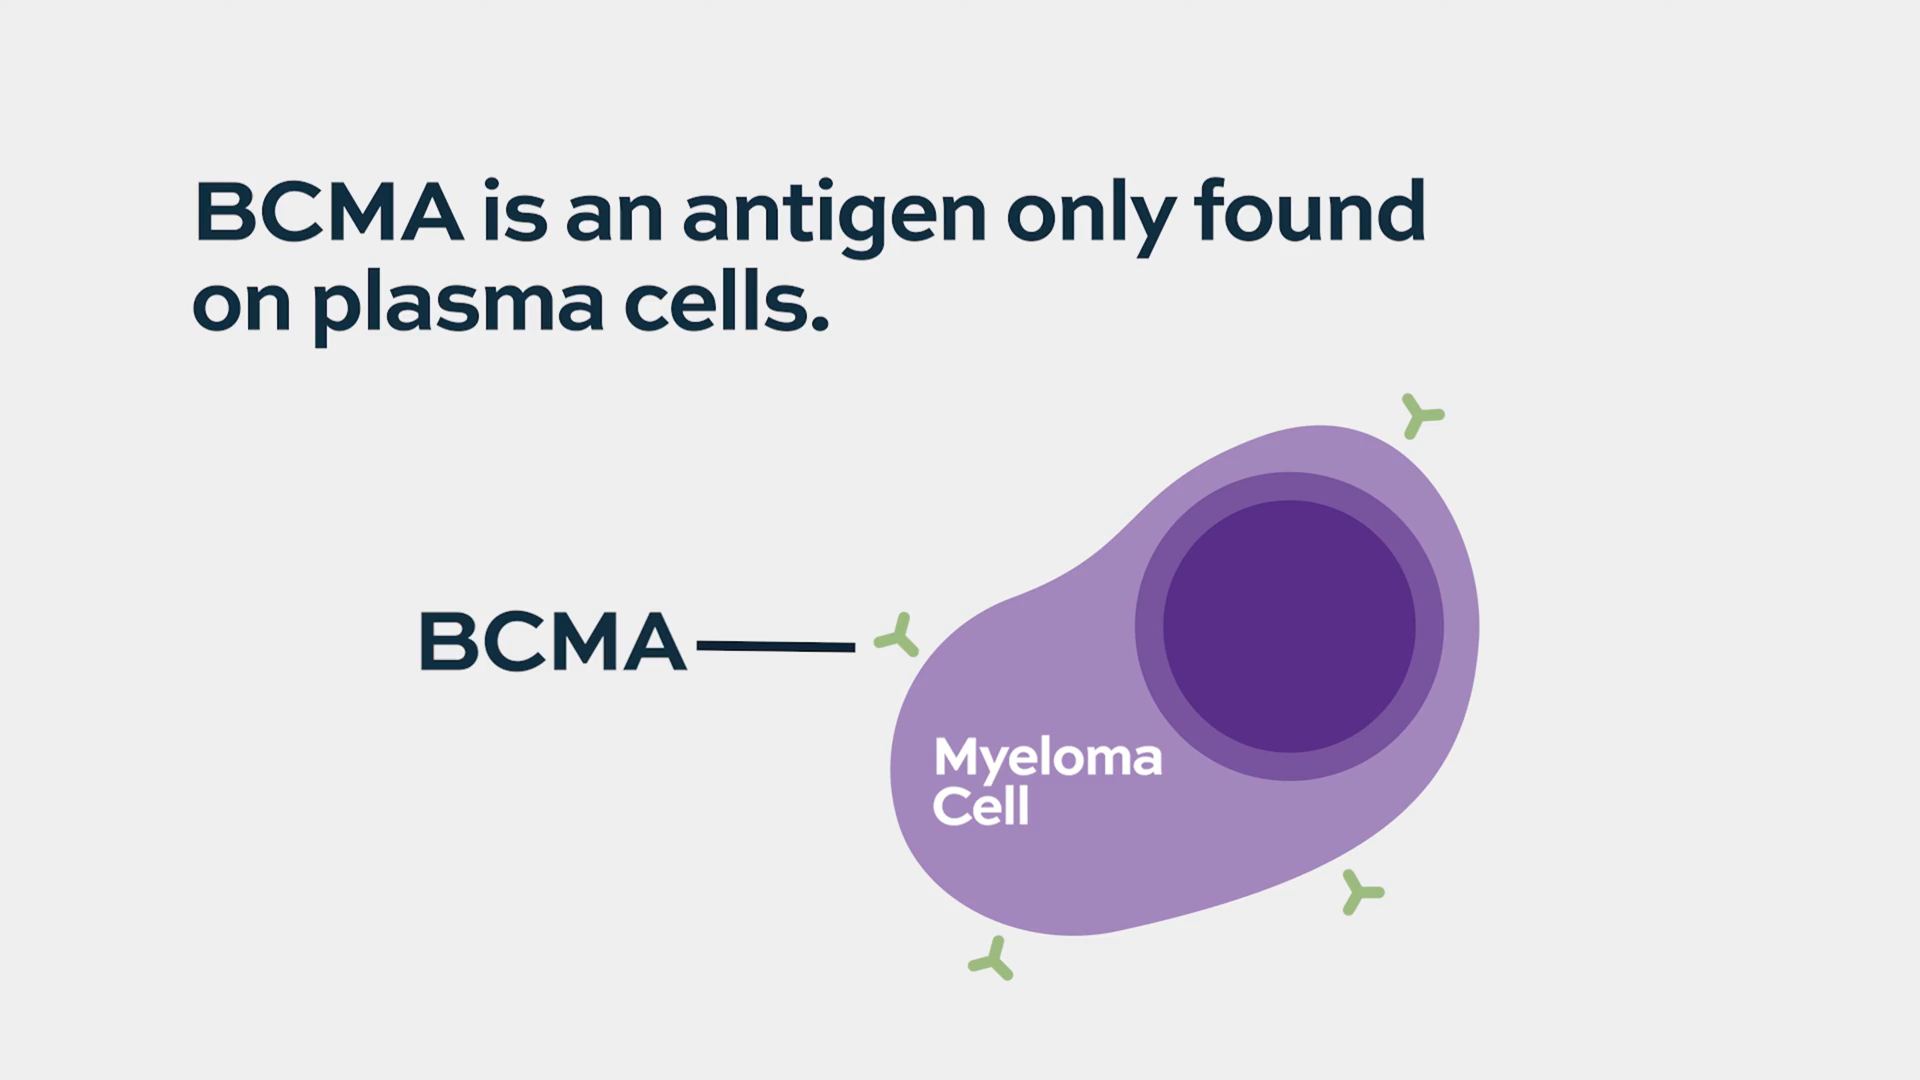 BCMA is an antigen only found
on plasma cells.
BCMA
Myeloma
Cell